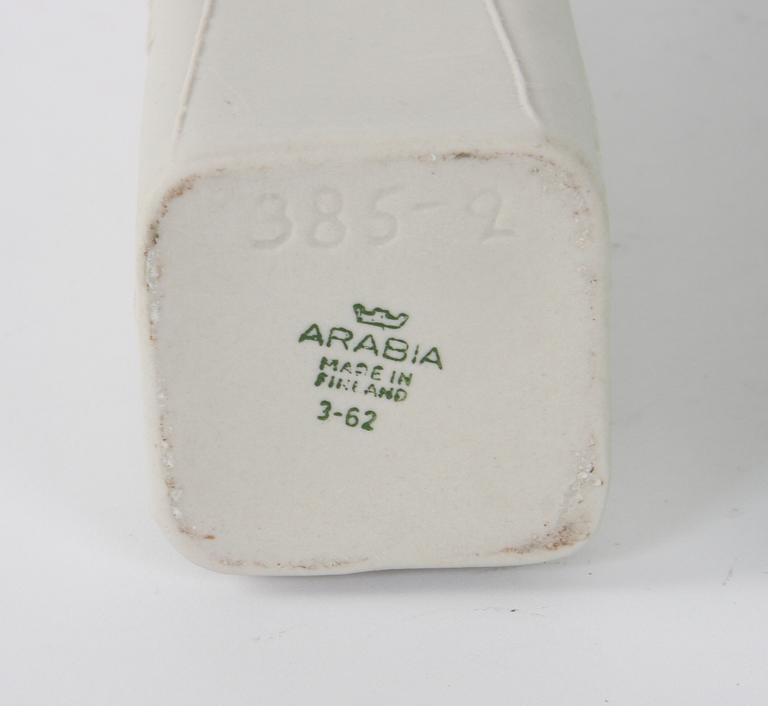 385-2
ARABIA
MADE IN
FINLAND
3-62